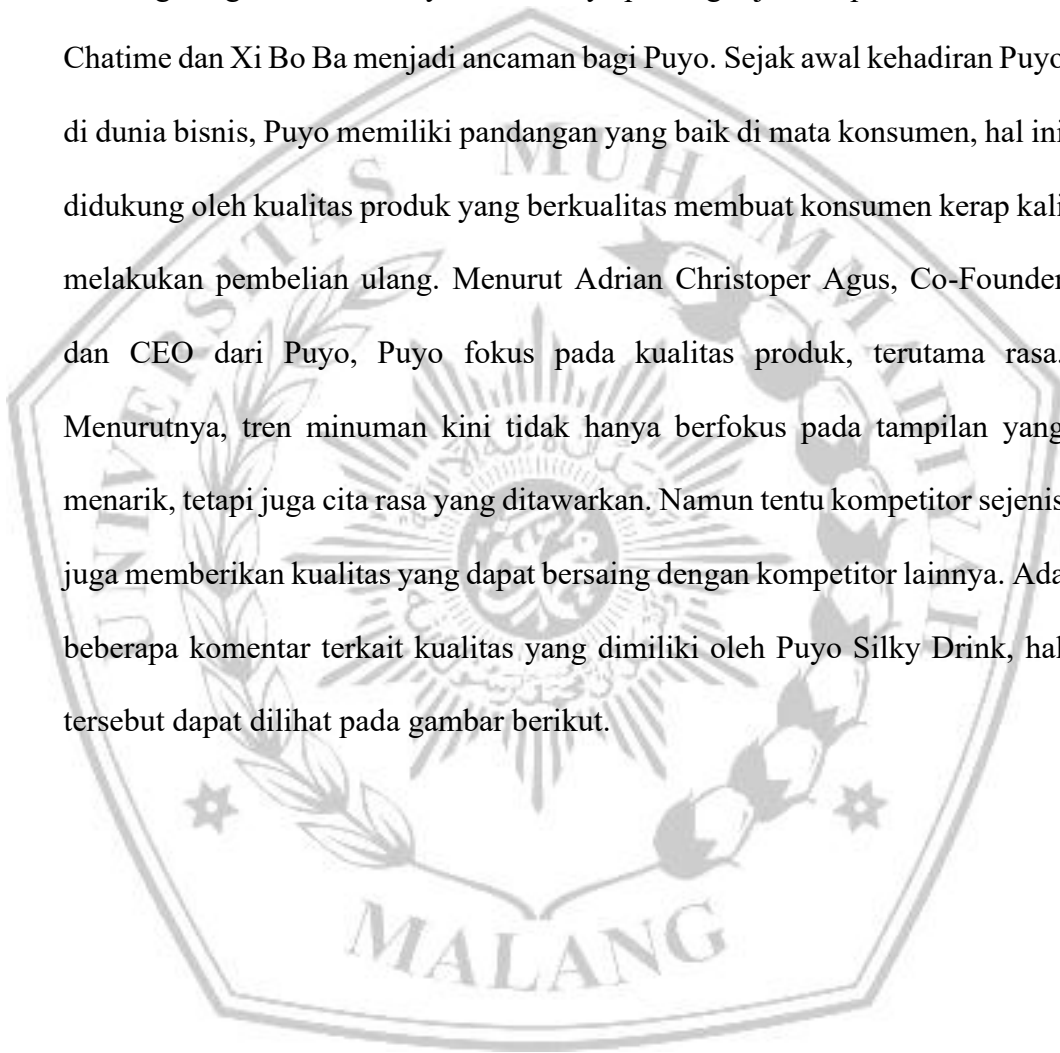 Chatime dan Xi Bo Ba menjadi ancaman bagi Puyo. Sejak awal kehadiran Puyo
di dunia bisnis, Puyo memiliki pandangan yang baik di mata konsumen, hal ini
didukung oleh kualitas produk yang berkualitas membuat konsumen kerap kali
melakukan pembelian ulang. Menurut Adrian Christoper Agus, Co-Founder
dan CEO dari Puyo, Puyo fokus pada kualitas produk, terutama rasa.
Menurutnya, tren minuman kini tidak hanya berfokus pada tampilan yang
menarik, tetapi juga cita rasa yang ditawarkan. Namun tentu kompetitor sejenis
juga memberikan kualitas yang dapat bersaing dengan kompetitor lainnya. Ada
beberapa komentar terkait kualitas yang dimiliki oleh Puyo Silky Drink, hal
tersebut dapat dilihat pada gambar berikut.
UNIVERSITAS MUHAMMADIYAH
MALANG